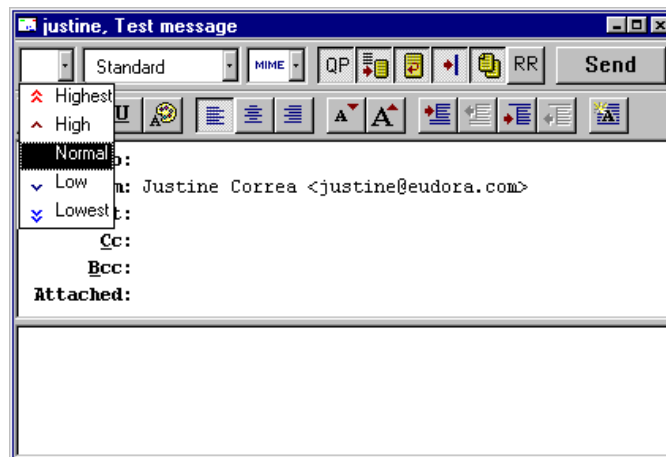 justine, Test message
Standard MIME QP RR Send
Highest
High
Normal
Low
Lowest
U A A A A
o:
m: Justine Correa <justine@eudora.com>
t:
Cc:
Bcc:
Attached: